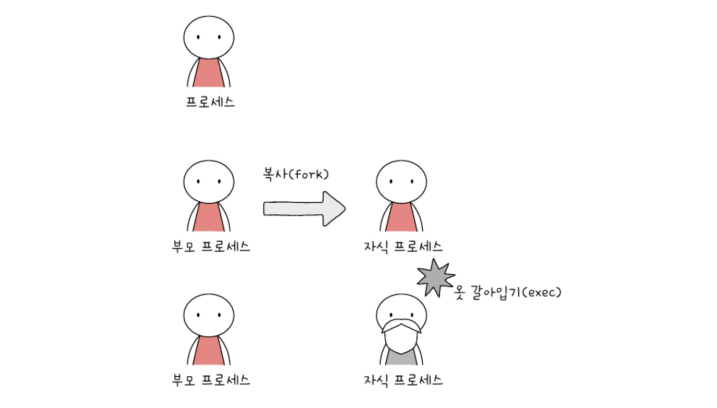 프로세스
복사(fork)
부모 프로세스
자식 프로세스
옷 갈아입기(exec)
부모 프로세스
자식 프로세스